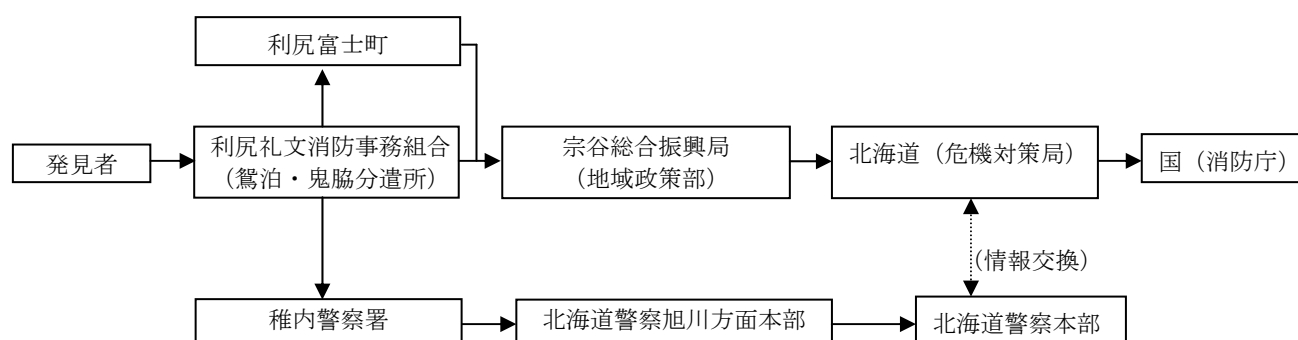 利尻富士町
発見者
利尻礼文消防事務組合
(鴛泊・鬼脇分遣所)
宗谷総合振興局
(地域政策部)
北海道(危機対策局)
国(消防庁)
(情報交換)
稚内警察署
北海道警察旭川方面本部
北海道警察本部